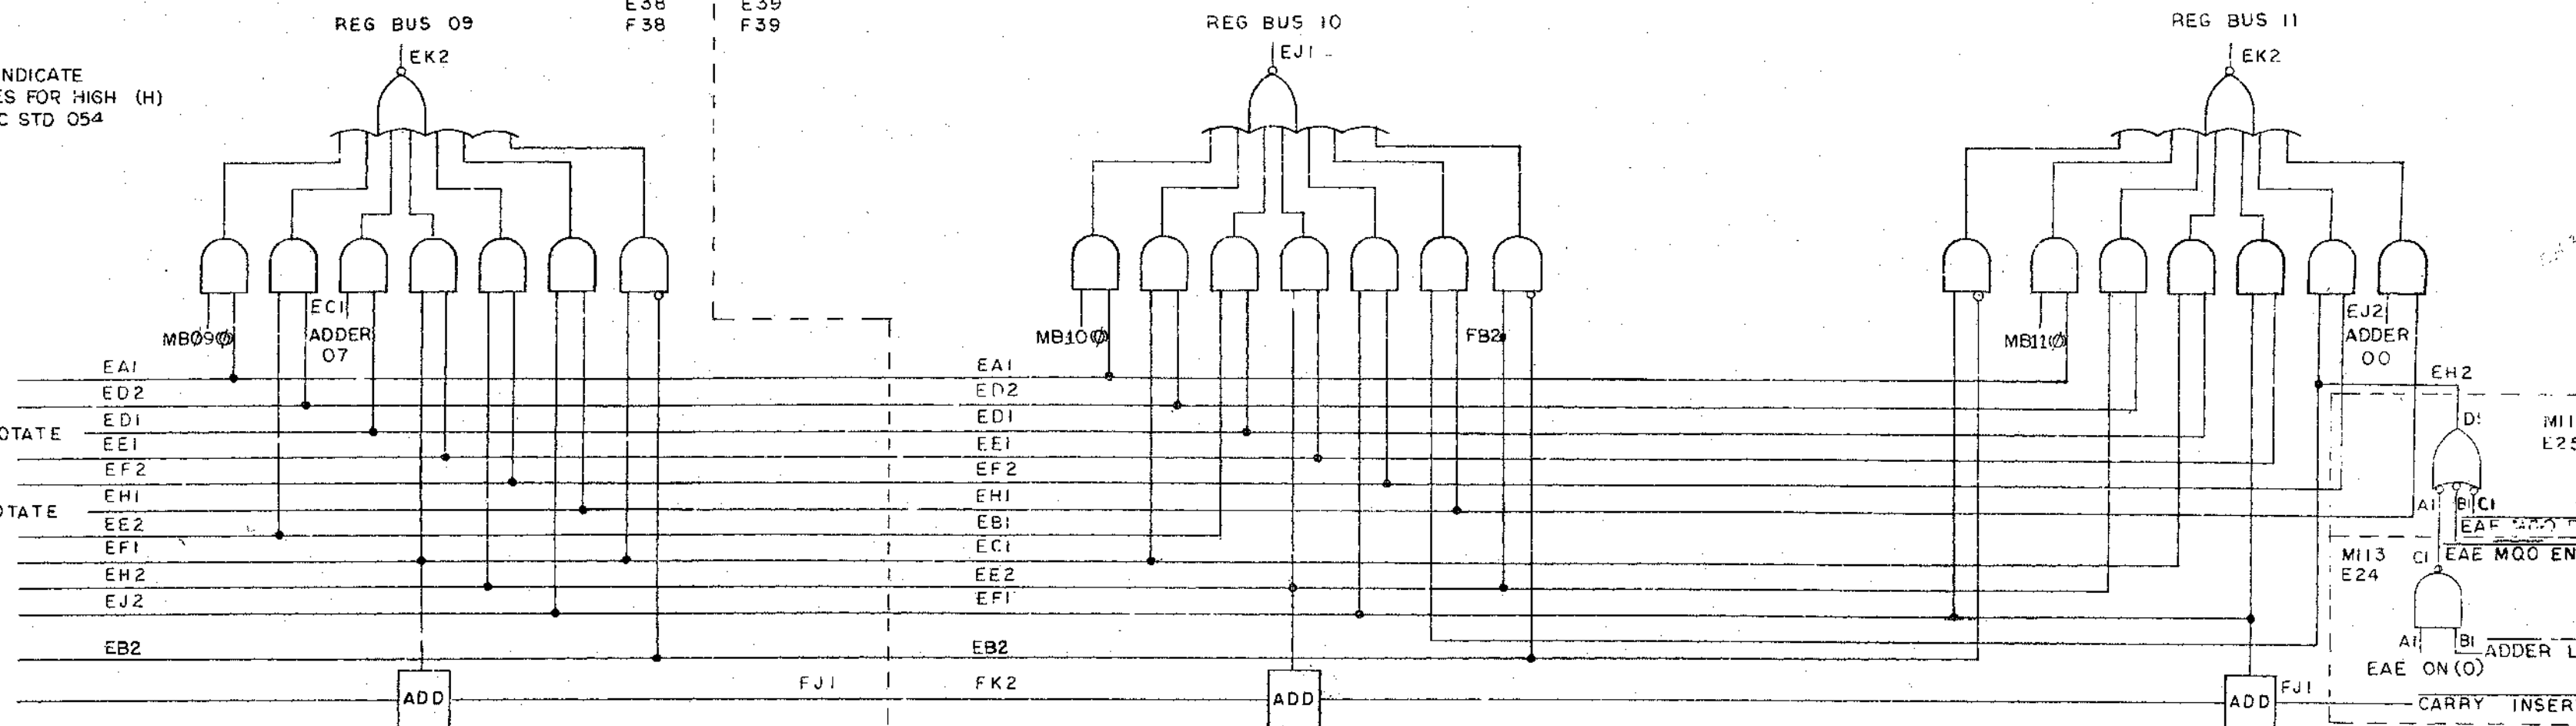 E38
F38
E39
F39
REG BUS 09
EK2
REG BUS 10
EJ1
REG BUS 11
EK2
NDICATE
ES FOR HIGH (H)
C STD 054
MB09∅
EC1
ADDER
07
MB10∅
FB2
MB11∅
EJ2
ADDER
00
EA1
ED2
ED1
OTATE
EE1
EF2
EH1
OTATE
EE2
EF1
EH2
EJ2
EB2
EA1
ED2
ED1
EE1
EF2
EH1
EB1
EC1
EE2
EF1
EB2
EH2
D1
M11
E25
A1
B1
C1
EAE
M113
E24
C1
EAE MQ0 EN
A1
B1
ADDER L
EAE ON(0)
ADD
FJ1
FK2
ADD
ADD
FJ1
CARRY INSER